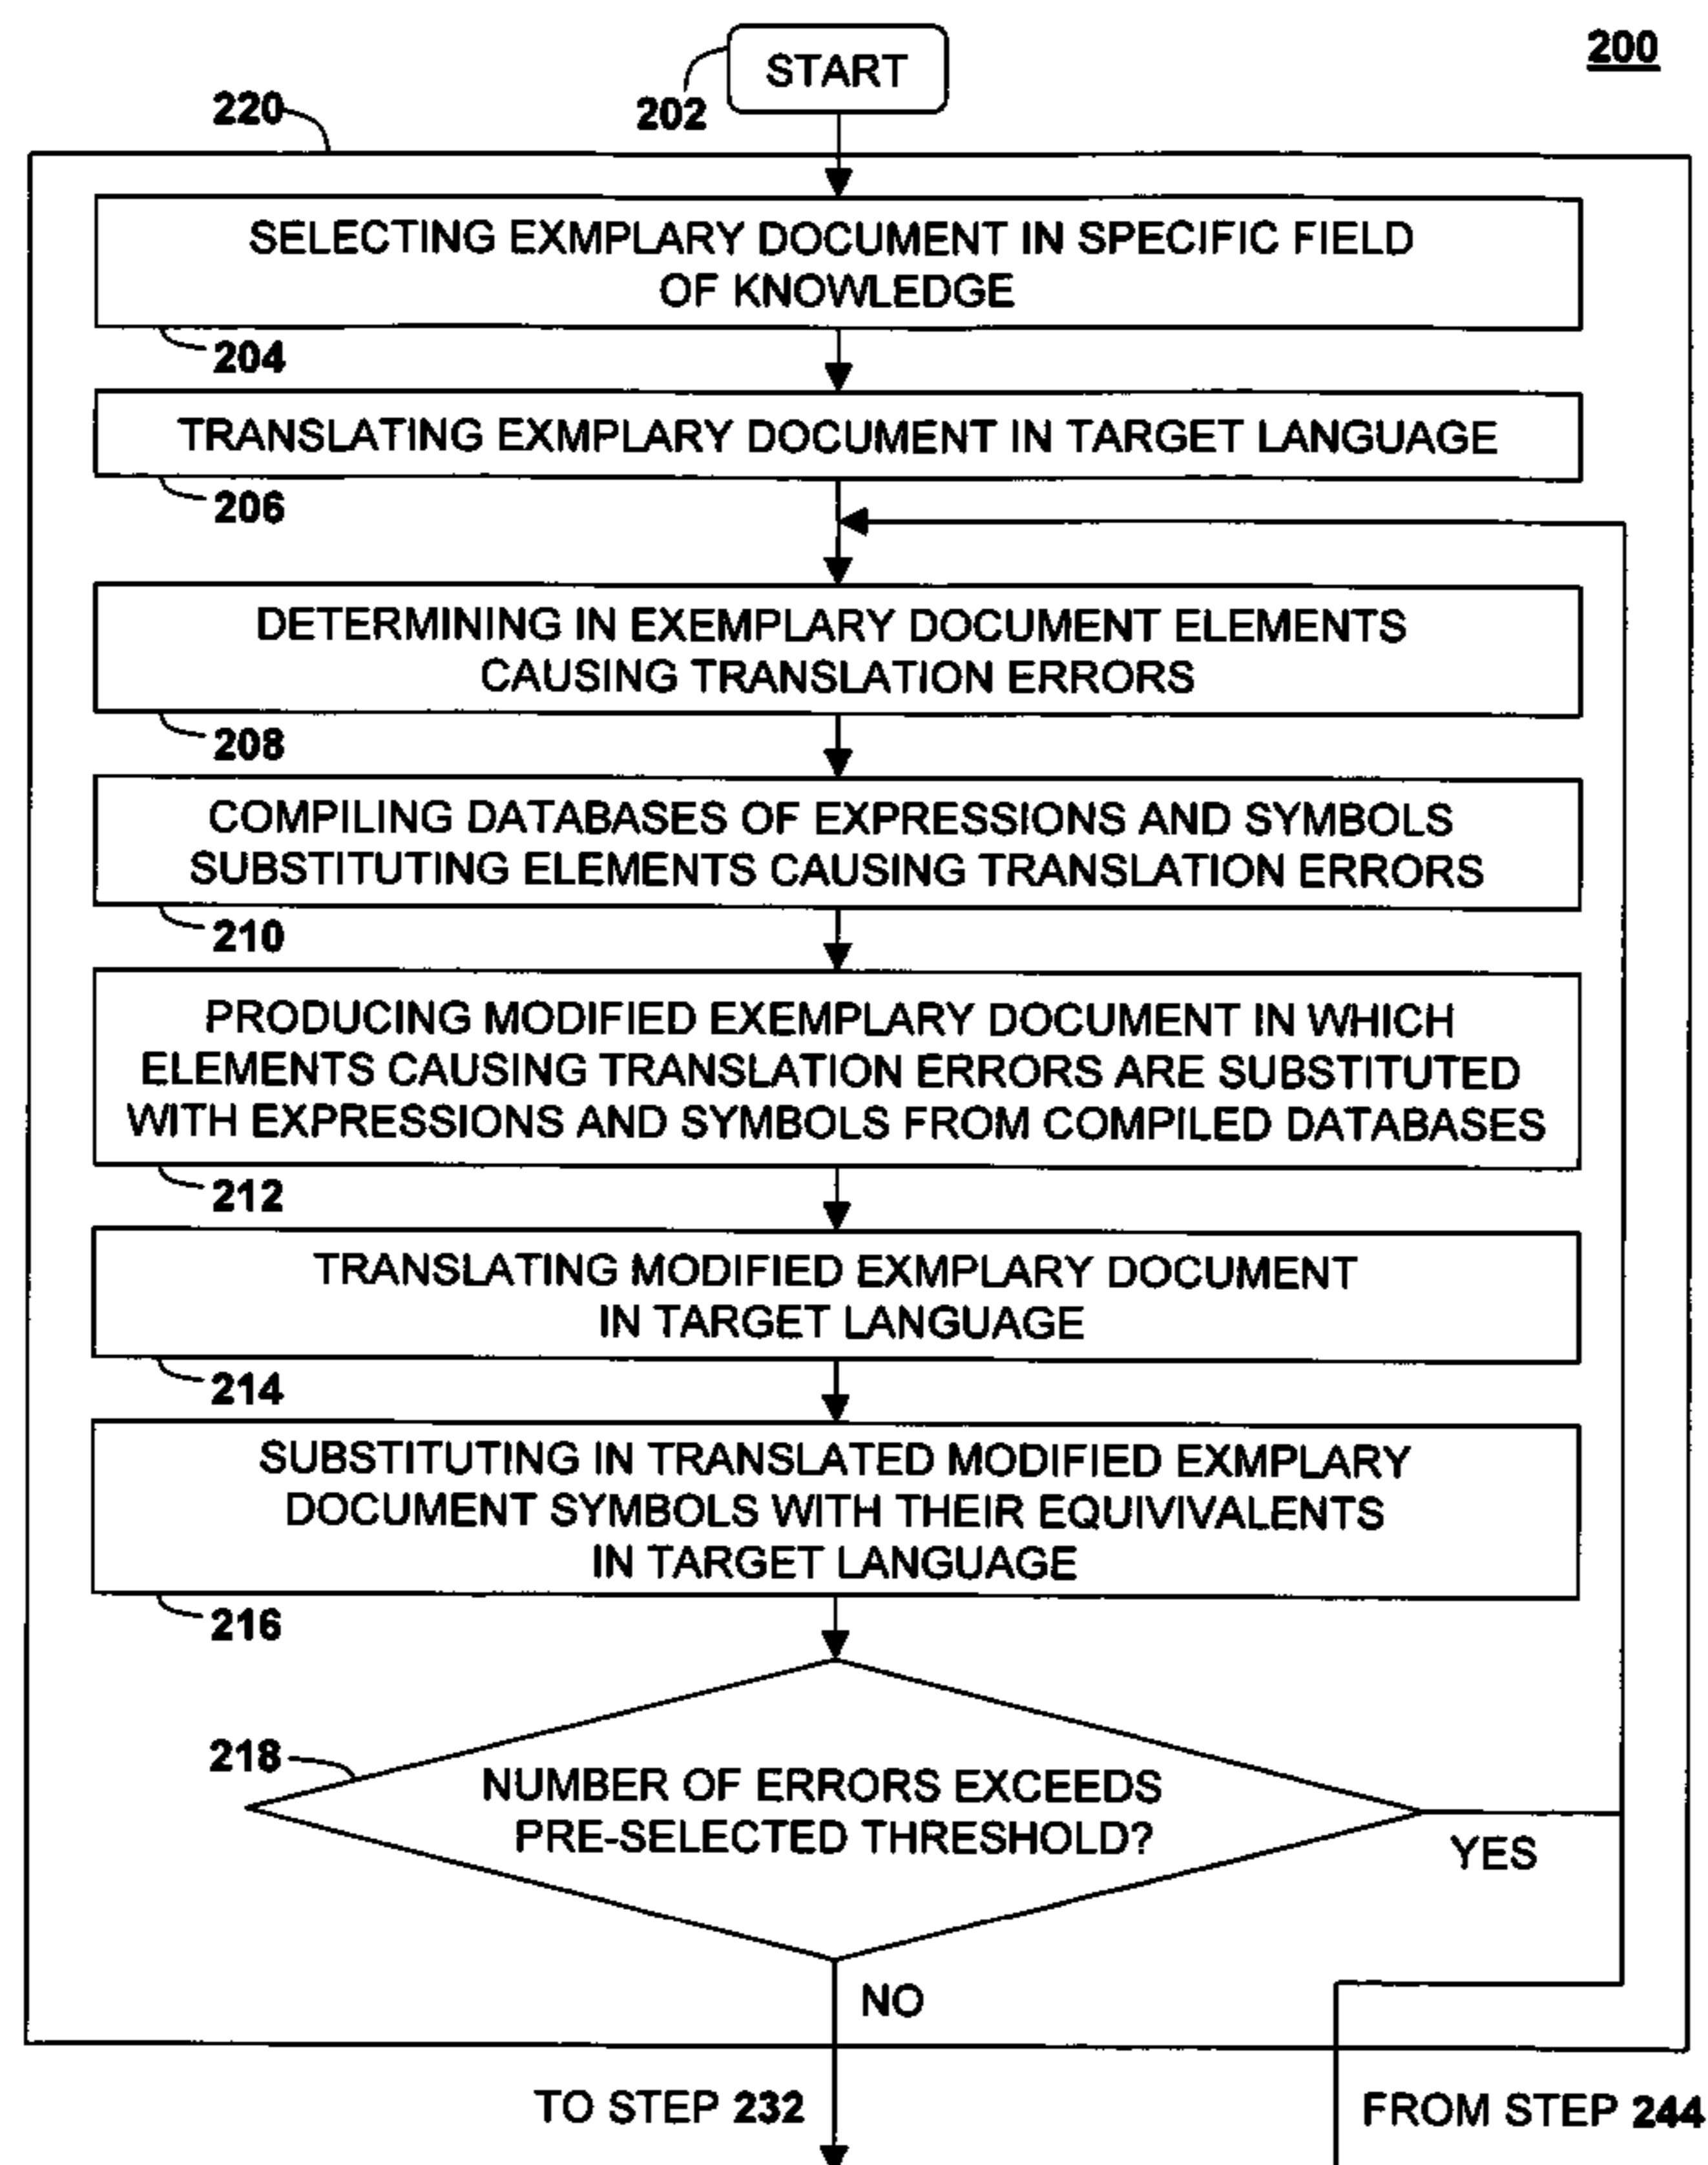 200
START
202
220
SELECTING EXMPLARY DOCUMENT IN SPECIFIC FIELD
OF KNOWLEDGE
204
TRANSLATING EXMPLARY DOCUMENT IN TARGET LANGUAGE
206
DETERMINING IN EXEMPLARY DOCUMENT ELEMENTS
CAUSING TRANSLATION ERRORS
208
COMPILING DATABASES OF EXPRESSIONS AND SYMBOLS
SUBSTITUTING ELEMENTS CAUSING TRANSLATION ERRORS
210
PRODUCING MODIFIED EXEMPLARY DOCUMENT IN WHICH
ELEMENTS CAUSING TRANSLATION ERRORS ARE SUBSTITUTED
WITH EXPRESSIONS AND SYMBOLS FROM COMPILED DATABASES
212
TRANSLATING MODIFIED EXMPLARY DOCUMENT
IN TARGET LANGUAGE
214
SUBSTITUTING IN TRANSLATED MODIFIED EXMPLARY
DOCUMENT SYMBOLS WITH THEIR EQUIVIVALENTS
IN TARGET LANGUAGE
216
218
NUMBER OF ERRORS EXCEEDS
PRE-SELECTED THRESHOLD?
YES
NO
TO STEP 232
FROM STEP 244